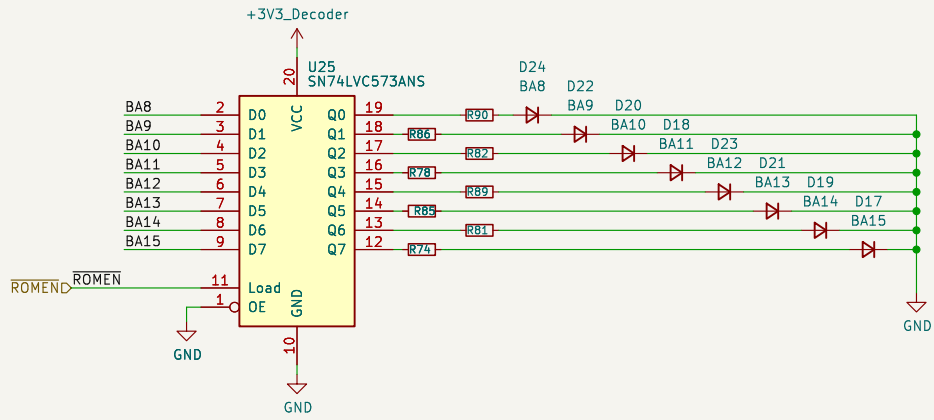 +3V3_Decoder
U25
SN74LVC573ANS
20
VCC
D24
BA8
D22
BA9
D20
BA10
D18
BA11
D23
BA12
D21
BA13
D19
BA14
D17
BA15
BA8 2 D0 Q0 19 R90
BA9 3 D1 Q1 18 R86
BA10 4 D2 Q2 17 R82
BA11 5 D3 Q3 16 R78
BA12 6 D4 Q4 15 R89
BA13 7 D5 Q5 14 R85
BA14 8 D6 Q6 13 R81
BA15 9 D7 Q7 12 R74
ROMEN ROMEN 11 Load
1 OE
GND
10
GND
GND
GND